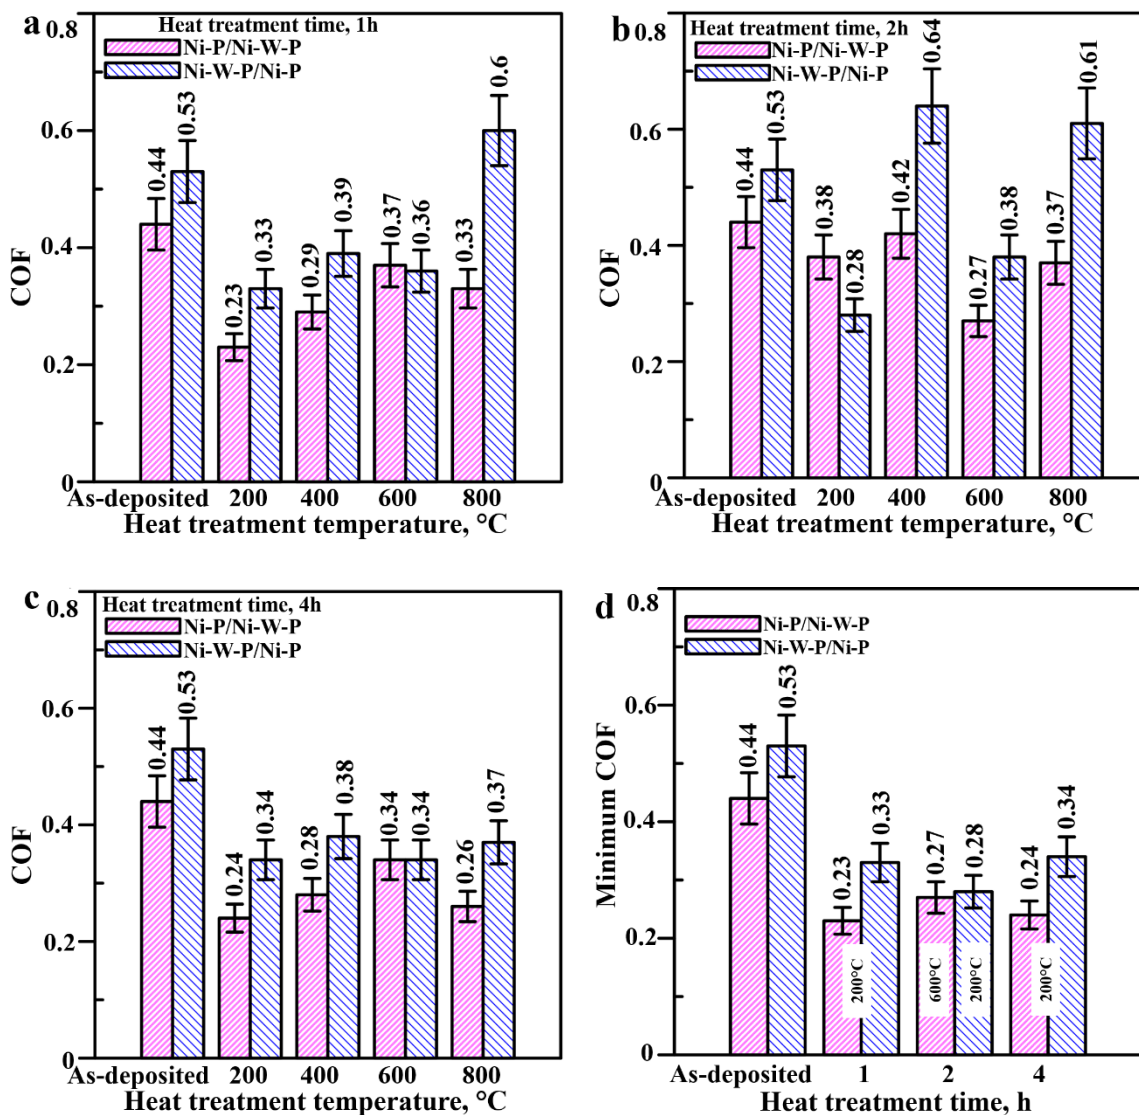 a
0.8
Heat treatment time, 1h
Ni-P/Ni-W-P
Ni-W-P/Ni-P
0.6
0.4
0.2
0
COF
0.44
0.53
0.23
0.33
0.29
0.39
0.37
0.36
0.33
0.6
As-deposited 200 400 600 800
Heat treatment temperature, °C
b
0.8
Heat treatment time, 2h
Ni-P/Ni-W-P
Ni-W-P/Ni-P
0.6
0.4
0.2
0
COF
0.44
0.53
0.38
0.28
0.42
0.64
0.27
0.38
0.37
0.61
As-deposited 200 400 600 800
Heat treatment temperature, °C
c
0.8
Heat treatment time, 4h
Ni-P/Ni-W-P
Ni-W-P/Ni-P
0.6
0.4
0.2
0
COF
0.44
0.53
0.24
0.34
0.28
0.38
0.34
0.34
0.26
0.37
As-deposited 200 400 600 800
Heat treatment temperature, °C
d
0.8
Ni-P/Ni-W-P
Ni-W-P/Ni-P
0.6
0.4
0.2
0
Minimum COF
0.44
0.53
0.23
0.33
0.27
0.28
0.24
0.34
200°C
600°C
200°C
200°C
As-deposited 1 2 4
Heat treatment time, h